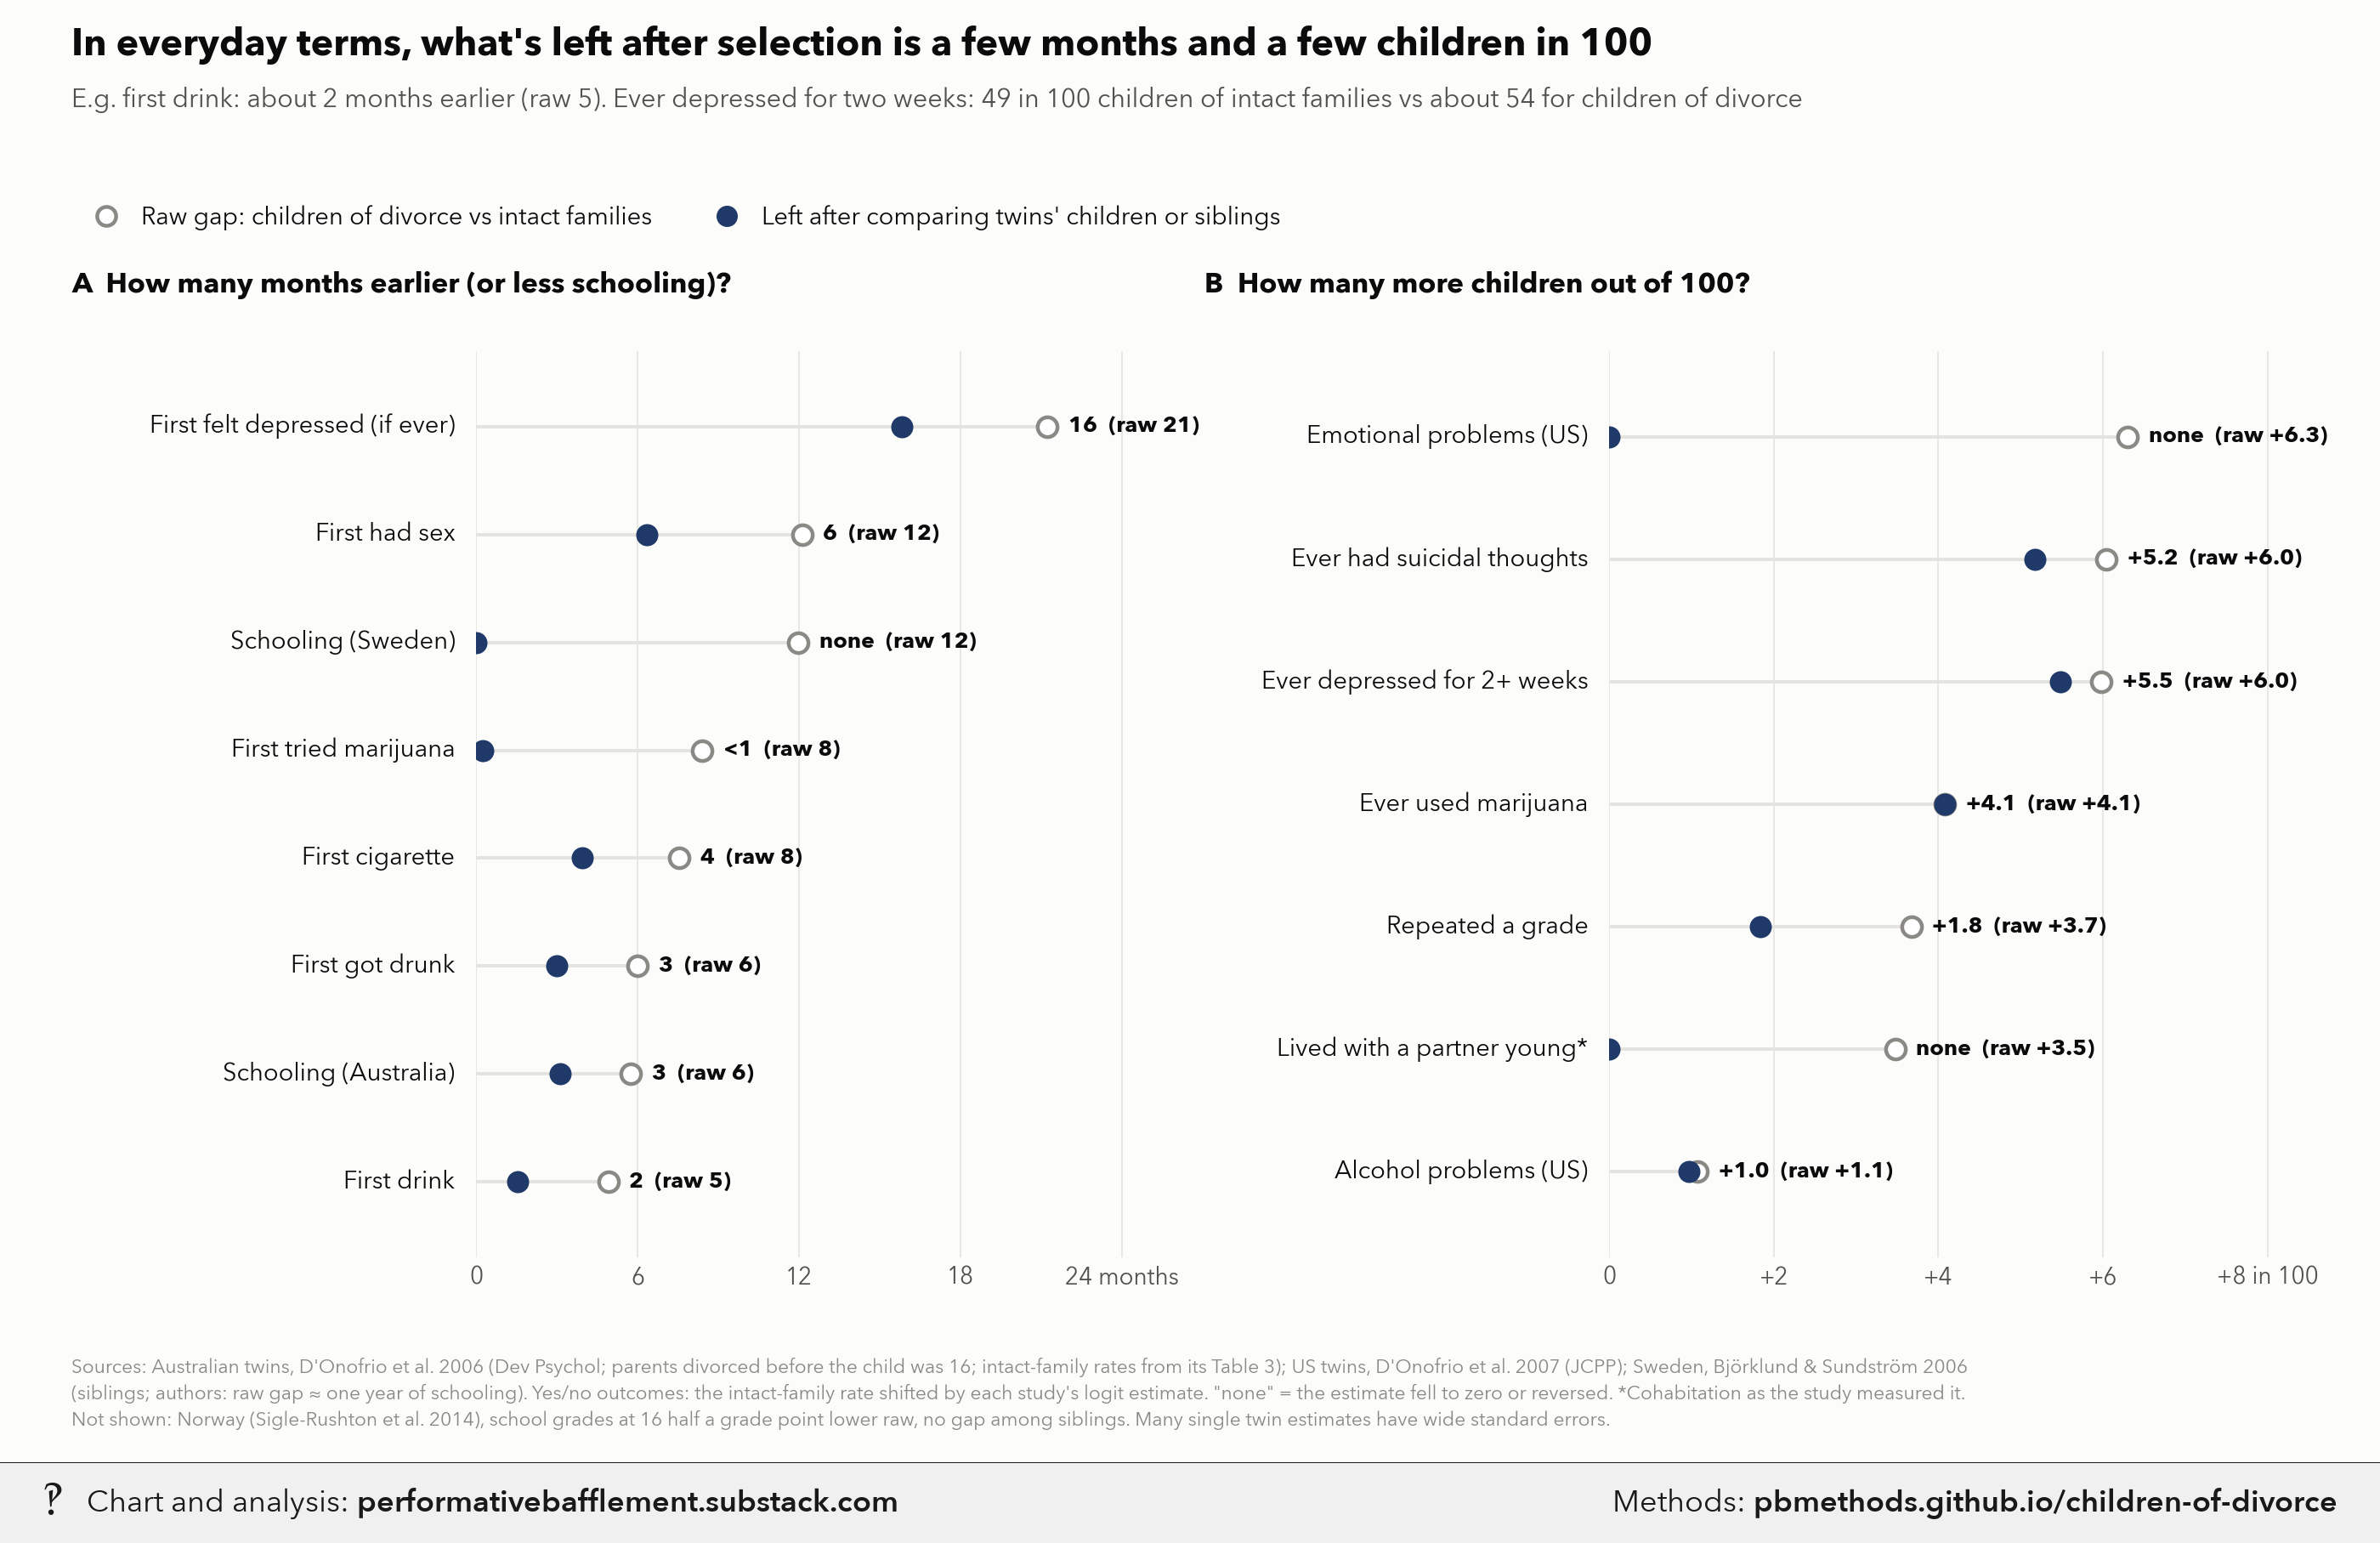 In everyday terms, what's left after selection is a few months and a few children in 100
E.g. first drink: about 2 months earlier (raw 5). Ever depressed for two weeks: 49 in 100 children of intact families vs about 54 for children of divorce
Raw gap: children of divorce vs intact families
Left after comparing twins' children or siblings
A How many months earlier (or less schooling)?
First felt depressed (if ever)
16 (raw 21)
First had sex
6 (raw 12)
Schooling (Sweden)
none (raw 12)
First tried marijuana
<1 (raw 8)
First cigarette
4 (raw 8)
First got drunk
3 (raw 6)
Schooling (Australia)
3 (raw 6)
First drink
2 (raw 5)
0 6 12 18 24 months
B How many more children out of 100?
Emotional problems (US)
none (raw +6.3)
Ever had suicidal thoughts
+5.2 (raw +6.0)
Ever depressed for 2+ weeks
+5.5 (raw +6.0)
Ever used marijuana
+4.1 (raw +4.1)
Repeated a grade
+1.8 (raw +3.7)
Lived with a partner young*
none (raw +3.5)
Alcohol problems (US)
+1.0 (raw +1.1)
0 +2 +4 +6 +8 in 100
Sources: Australian twins, D'Onofrio et al. 2006 (Dev Psychol; parents divorced before the child was 16; intact-family rates from its Table 3); US twins, D'Onofrio et al. 2007 (JCPP); Sweden, Björklund & Sundström 2006
(siblings; authors: raw gap ≈ one year of schooling). Yes/no outcomes: the intact-family rate shifted by each study's logit estimate. "none" = the estimate fell to zero or reversed. *Cohabitation as the study measured it.
Not shown: Norway (Sigle-Rushton et al. 2014), school grades at 16 half a grade point lower raw, no gap among siblings. Many single twin estimates have wide standard errors.
‽ Chart and analysis: performativebafflement.substack.com
Methods: pbmethods.github.io/children-of-divorce